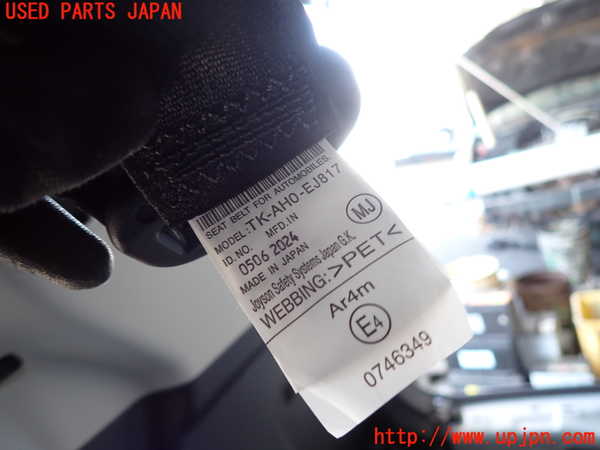 USED PARTS JAPAN
SEAT BELT FOR AUTOMOBILES.
MODEL:TK-AH0-EJ817
I.D.NO. MFD.IN
0506 2024
MADE IN JAPAN
MJ
Joyson Safety Systems Japan G.K.
WEBBING:>PET<
Ar4m
E4
0746349
http://www.upjpn.com/